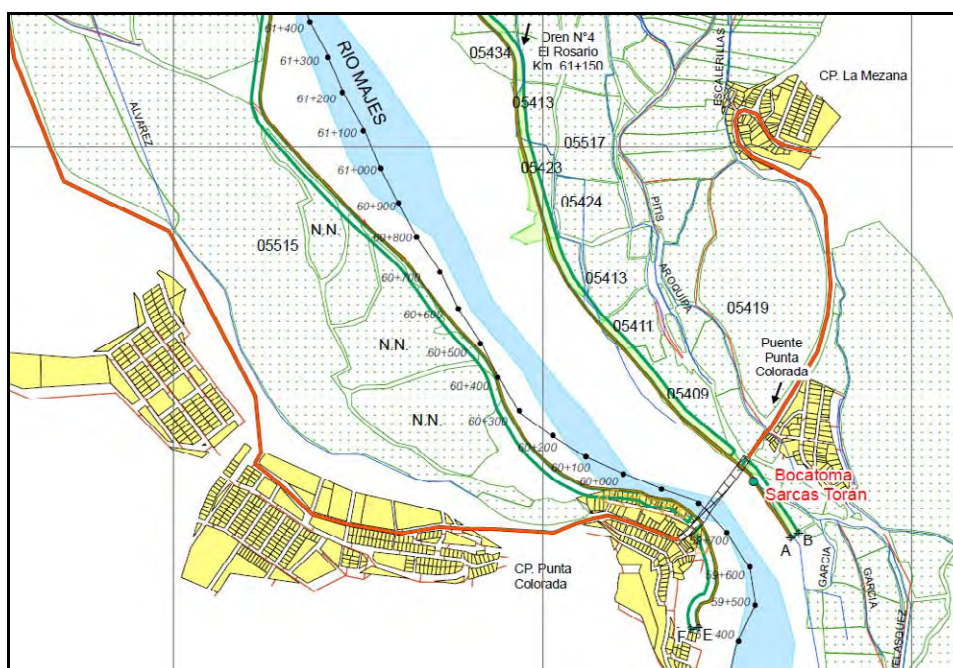 61+400
61+300
61+200
61+100
61+000
60+900
60+800
60+700
60+600
60+500
60+400
60+300
60+200
60+100
60+000
59+700
59+600
59+500
400
RIO MAJES
ALVAREZ
05515
N.N.
N.N.
N.N.
05434
Dren N°4
El Rosario
Km. 61+150
05413
05517
05423
05424
05413
05411
05409
05419
ESCALERILLAS
PITIS
AROQUIPA
CP. La Mezana
Puente
Punta
Colorada
Bocatoma
Sarcas Torán
A
B
GARCIA
GARCIA
CP. Punta
Colorada
F
E